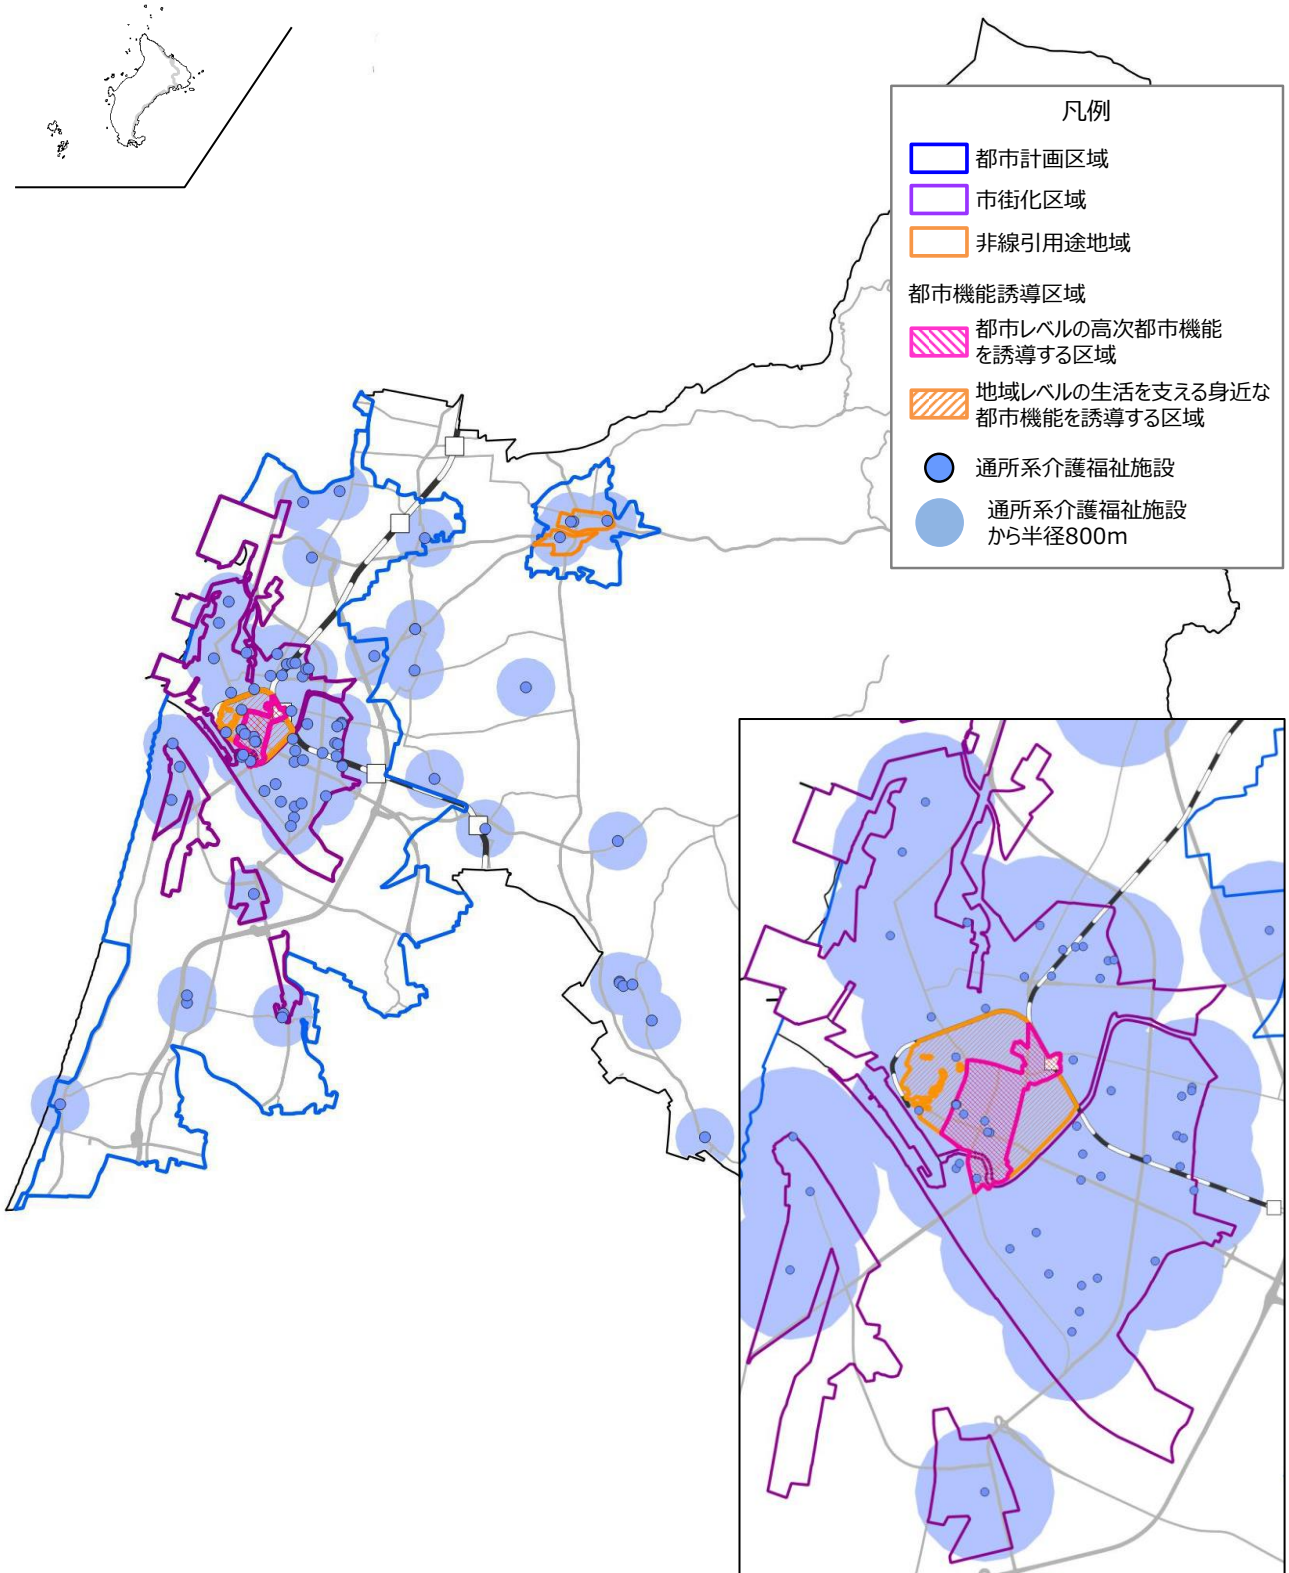 凡例
都市計画区域
市街化区域
非線引用途地域
都市機能誘導区域
都市レベルの高次都市機能
を誘導する区域
地域レベルの生活を支える身近な
都市機能を誘導する区域
通所系介護福祉施設
通所系介護福祉施設
から半径800m